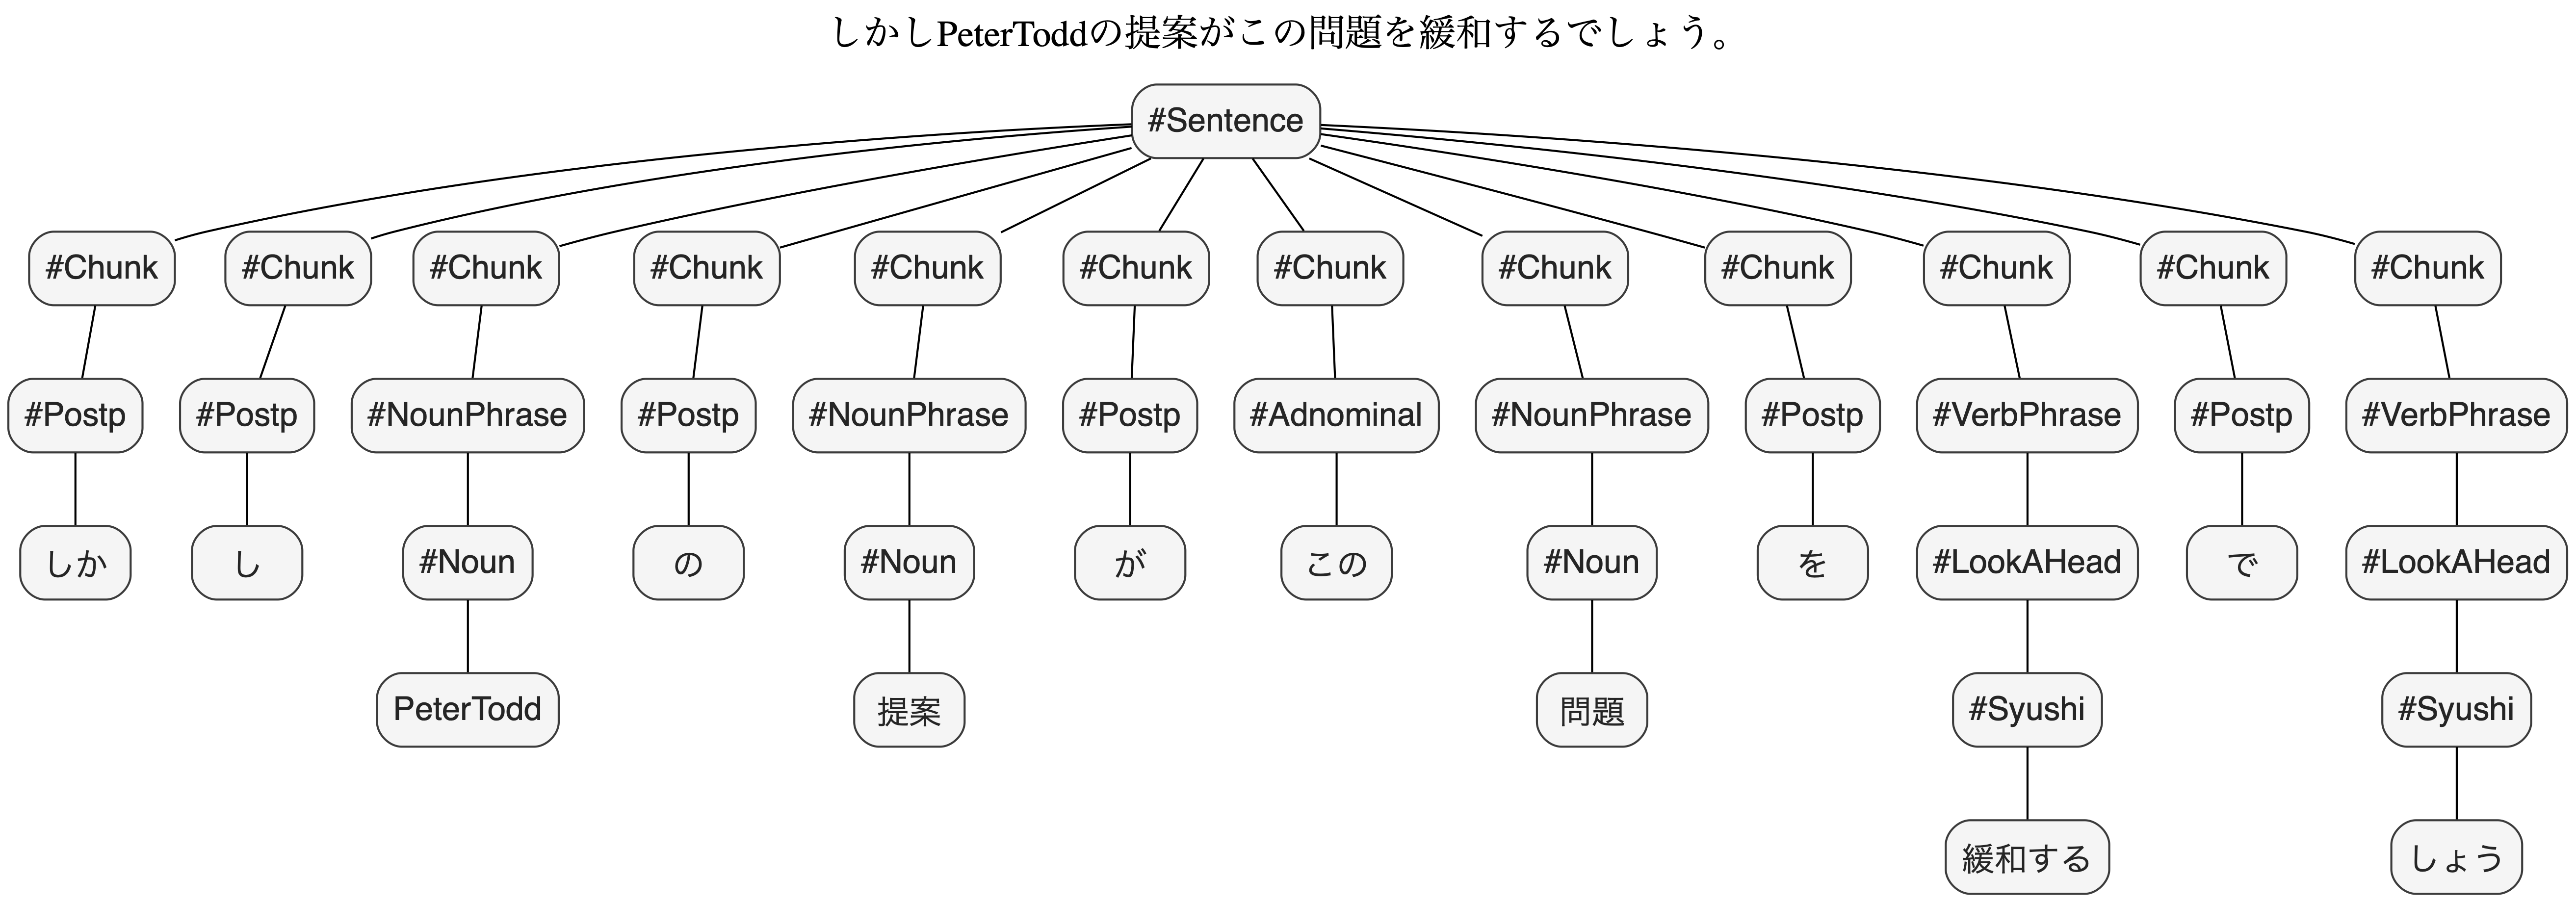 しかしPeterToddの提案がこの問題を緩和するでしょう。
#Sentence
#Chunk #Chunk #Chunk #Chunk #Chunk #Chunk #Chunk #Chunk #Chunk #Chunk #Chunk #Chunk
#Postp #Postp #NounPhrase #Postp #NounPhrase #Postp #Adnominal #NounPhrase #Postp #VerbPhrase #Postp #VerbPhrase
しか し #Noun の #Noun が この #Noun を #LookAHead で #LookAHead
PeterTodd 提案 問題 #Syushi #Syushi
緩和する しょう